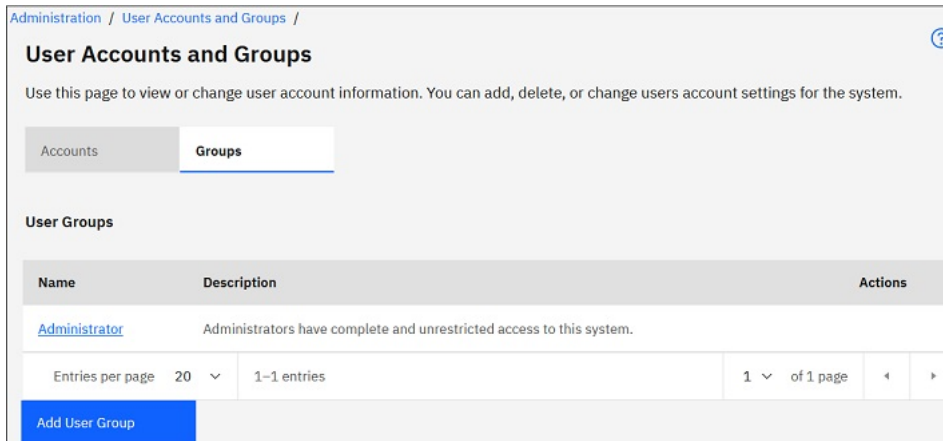 Administration / User Accounts and Groups /
User Accounts and Groups
?
Use this page to view or change user account information. You can add, delete, or change users account settings for the system.
Accounts Groups
User Groups
Name Description Actions
Administrator Administrators have complete and unrestricted access to this system.
Entries per page 20 1–1 entries 1 of 1 page
Add User Group